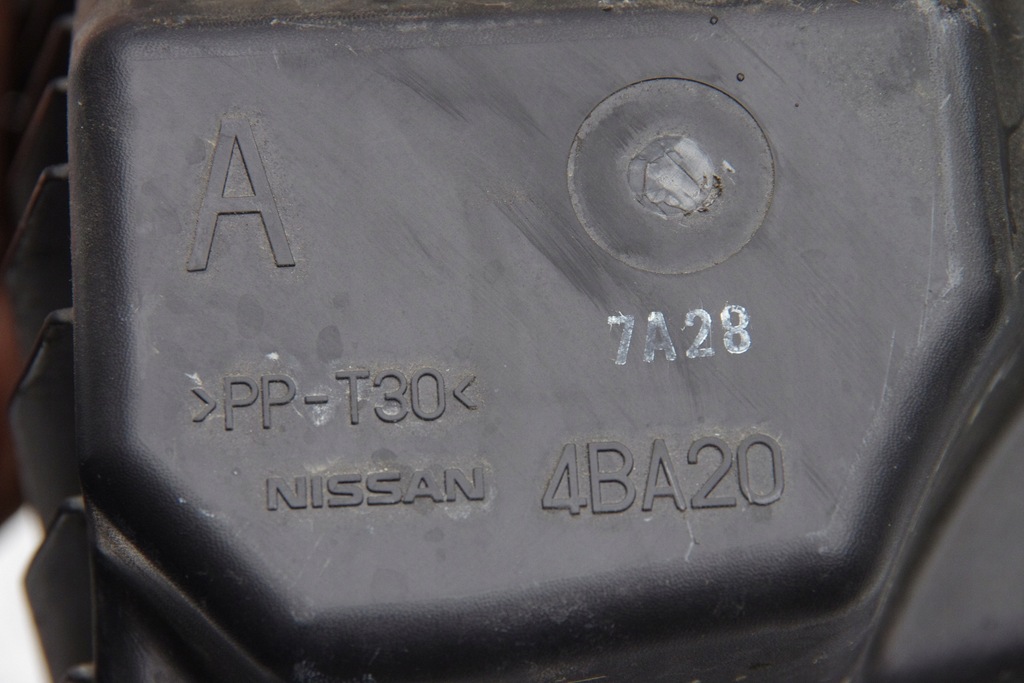 A
7A28
>PP-T30<
NISSAN
4BA20